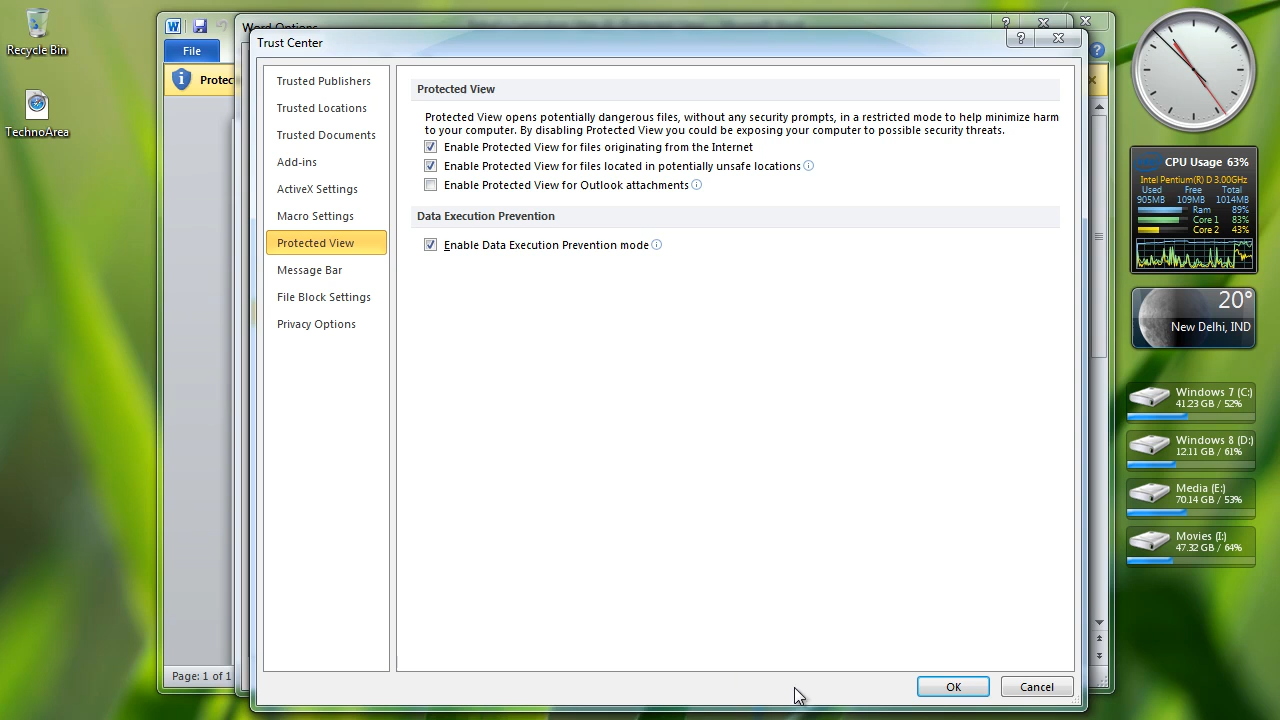 Recycle Bin
TechnoArea
Word Options
Trust Center
File
Protec
Trusted Publishers
Trusted Locations
Trusted Documents
Add-ins
ActiveX Settings
Macro Settings
Protected View
Message Bar
File Block Settings
Privacy Options
Protected View
Protected View opens potentially dangerous files, without any security prompts, in a restricted mode to help minimize harm
to your computer. By disabling Protected View you could be exposing your computer to possible security threats.
Enable Protected View for files originating from the Internet
Enable Protected View for files located in potentially unsafe locations
Enable Protected View for Outlook attachments
Data Execution Prevention
Enable Data Execution Prevention mode
Page: 1 of 1
OK
Cancel
CPU Usage 63%
Intel Pentium(R) D 3.00GHz
Used Free Total
905MB 109MB 1014MB
Ram 89%
Core 1 83%
Core 2 43%
20°
New Delhi, IND
Windows 7 (C:)
41.23 GB / 52%
Windows 8 (D:)
12.11 GB / 61%
Media (E:)
70.14 GB / 53%
Movies (I:)
47.32 GB / 64%